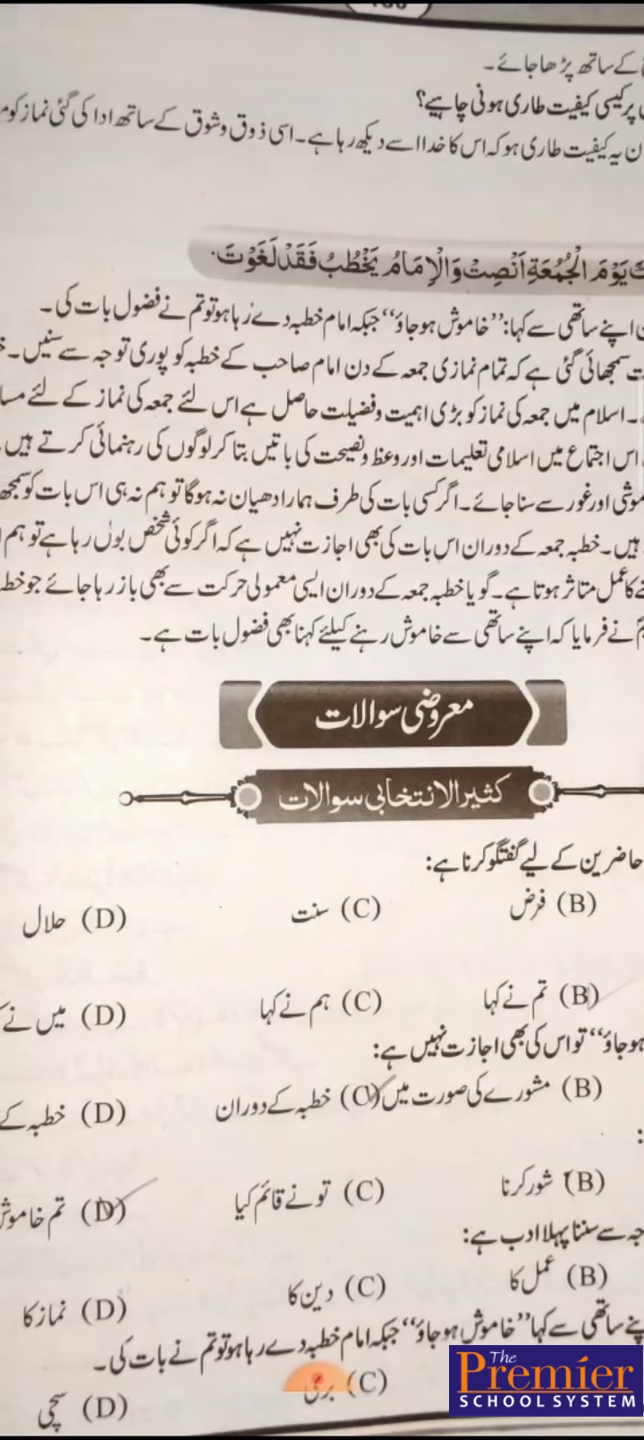 کے ساتھ پڑھا جائے۔
پر کیسی کیفیت طاری ہونی چاہیے؟
ن یہ کیفیت طاری ہو کہ اس کا خدا اسے دیکھ رہا ہے۔ اسی ذوق و شوق کے ساتھ ادا کی گئی نماز کو
يَوْمَ الْجُمُعَةِ اَنْصِتْ وَالْاِمَامُ يَخْطُبُ فَقَدْ لَغَوْتَ۔
اپنے ساتھی سے کہا: ’’خاموش ہو جاؤ‘‘ جبکہ امام خطبہ دے رہا ہو تو تم نے فضول بات کی۔
ت سمجھائی گئی ہے کہ تمام نمازی جمعہ کے دن امام صاحب کے خطبہ کو پوری توجہ سے سنیں۔
۔ اسلام میں جمعہ کی نماز کو بڑی اہمیت و فضیلت حاصل ہے اس لئے جمعہ کی نماز کے لئے مسا
اس اجتماع میں اسلامی تعلیمات اور وعظ و نصیحت کی باتیں بتا کر لوگوں کی رہنمائی کرتے ہیں۔
موشی اور غور سے سنا جائے۔ اگر کسی بات کی طرف ہمارا دھیان نہ ہو گا تو ہم نہ ہی اس بات کو سمجھ
ہیں۔ خطبہ جمعہ کے دوران اس بات کی بھی اجازت نہیں ہے کہ اگر کوئی شخص بول رہا ہے تو ہم
نے کا عمل متاثر ہوتا ہے۔ گویا خطبہ جمعہ کے دوران ایسی معمولی حرکت سے بھی باز رہا جائے جو خط
نے فرمایا کہ اپنے ساتھی سے خاموش رہنے کیلئے کہنا بھی فضول بات ہے۔
معروضی سوالات
کثیر الانتخابی سوالات
حاضرین کے لیے گفتگو کرنا ہے:
(B) فرض (C) سنت (D) حلال
(B) تم نے کہا (C) ہم نے کہا (D) میں نے
ہو جاؤ‘‘ تو اس کی بھی اجازت نہیں ہے:
(B) مشورے کی صورت میں (C) خطبہ کے دوران (D) خطبہ کے
:
(B) شور کرنا (C) تو نے قائم کیا (D) تم خاموش
جہ سے سننا پہلا ادب ہے:
(B) عمل کا (C) دین کا (D) نماز کا
پنے ساتھی سے کہا ’’خاموش ہو جاؤ‘‘ جبکہ امام خطبہ دے رہا ہو تو تم نے بات کی۔
(C) بری (D) سچی
The Premier
SCHOOL SYSTEM